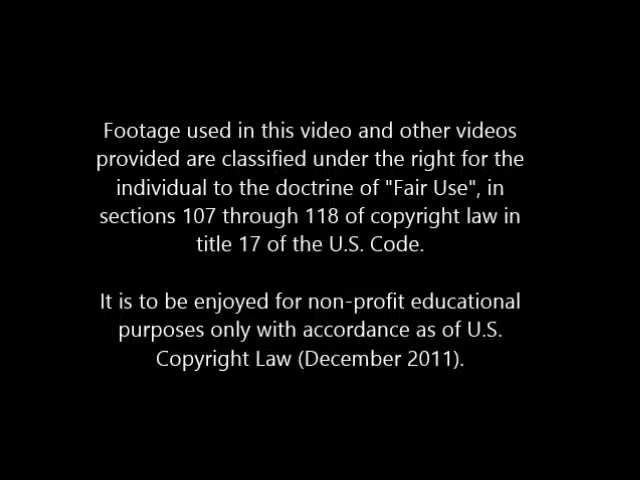 Footage used in this video and other videos
provided are classified under the right for the
individual to the doctrine of "Fair Use", in
sections 107 through 118 of copyright law in
title 17 of the U.S. Code.
It is to be enjoyed for non-profit educational
purposes only with accordance as of U.S.
Copyright Law (December 2011).